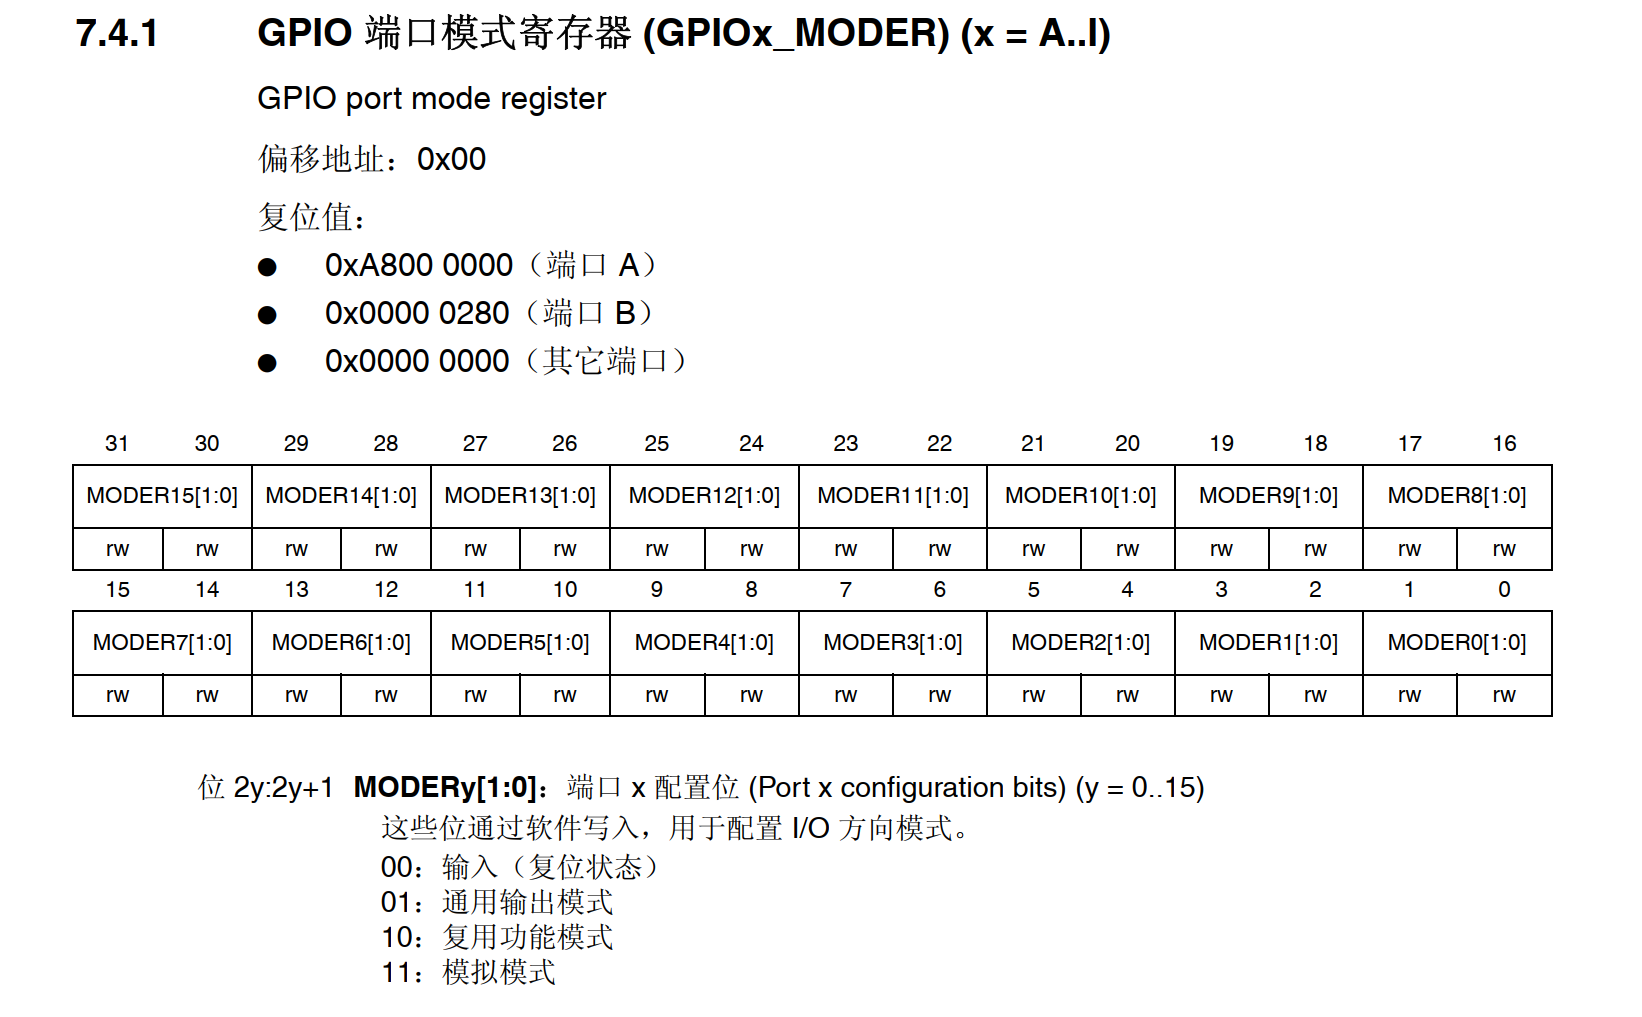 7.4.1 GPIO 端口模式寄存器 (GPIOx_MODER) (x = A..I)
GPIO port mode register
偏移地址：0x00
复位值：
● 0xA800 0000（端口 A）
● 0x0000 0280（端口 B）
● 0x0000 0000（其它端口）
31 30 29 28 27 26 25 24 23 22 21 20 19 18 17 16
MODER15[1:0] MODER14[1:0] MODER13[1:0] MODER12[1:0] MODER11[1:0] MODER10[1:0] MODER9[1:0] MODER8[1:0]
rw rw rw rw rw rw rw rw rw rw rw rw rw rw rw rw
15 14 13 12 11 10 9 8 7 6 5 4 3 2 1 0
MODER7[1:0] MODER6[1:0] MODER5[1:0] MODER4[1:0] MODER3[1:0] MODER2[1:0] MODER1[1:0] MODER0[1:0]
rw rw rw rw rw rw rw rw rw rw rw rw rw rw rw rw
位 2y:2y+1 MODERy[1:0]：端口 x 配置位 (Port x configuration bits) (y = 0..15)
这些位通过软件写入，用于配置 I/O 方向模式。
00：输入（复位状态）
01：通用输出模式
10：复用功能模式
11：模拟模式